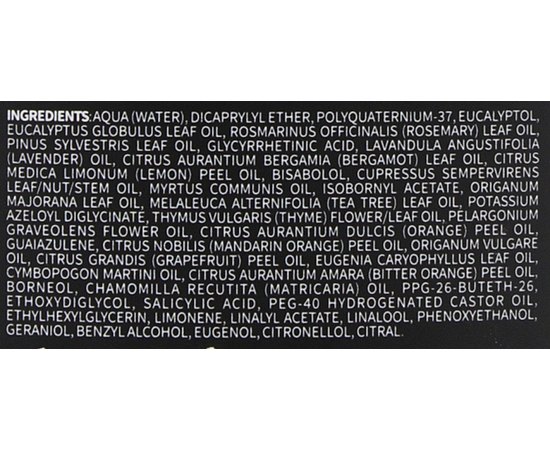 INGREDIENTS:AQUA (WATER), DICAPRYLYL ETHER, POLYQUATERNIUM-37, EUCALYPTOL,
EUCALYPTUS GLOBULUS LEAF OIL, ROSMARINUS OFFICINALIS (ROSEMARY) LEAF OIL,
PINUS SYLVESTRIS LEAF OIL, GLYCYRRHETINIC ACID, LAVANDULA ANGUSTIFOLIA
(LAVENDER) OIL, CITRUS AURANTIUM BERGAMIA (BERGAMOT) LEAF OIL, CITRUS
MEDICA LIMONUM (LEMON) PEEL OIL, BISABOLOL, CUPRESSUS SEMPERVIRENS
LEAF/NUT/STEM OIL, MYRTUS COMMUNIS OIL, ISOBORNYL ACETATE, ORIGANUM
MAJORANA LEAF OIL, MELALEUCA ALTERNIFOLIA (TEA TREE) LEAF OIL, POTASSIUM
AZELOYL DIGLYCINATE, THYMUS VULGARIS (THYME) FLOWER/LEAF OIL, PELARGONIUM
GRAVEOLENS FLOWER OIL, CITRUS AURANTIUM DULCIS (ORANGE) PEEL OIL,
GUAIAZULENE, CITRUS NOBILIS (MANDARIN ORANGE) PEEL OIL, ORIGANUM VULGARE
OIL, CITRUS GRANDIS (GRAPEFRUIT) PEEL OIL, EUGENIA CARYOPHYLLUS LEAF OIL,
CYMBOPOGON MARTINI OIL, CITRUS AURANTIUM AMARA (BITTER ORANGE) PEEL OIL,
BORNEOL, CHAMOMILLA RECUTITA (MATRICARIA) OIL, PPG-26-BUTETH-26,
ETHOXYDIGLYCOL, SALICYLIC ACID, PEG-40 HYDROGENATED CASTOR OIL,
ETHYLHEXYLGLYCERIN, LIMONENE, LINALYL ACETATE, LINALOOL, PHENOXYETHANOL,
GERANIOL, BENZYL ALCOHOL, EUGENOL, CITRONELLOL, CITRAL.